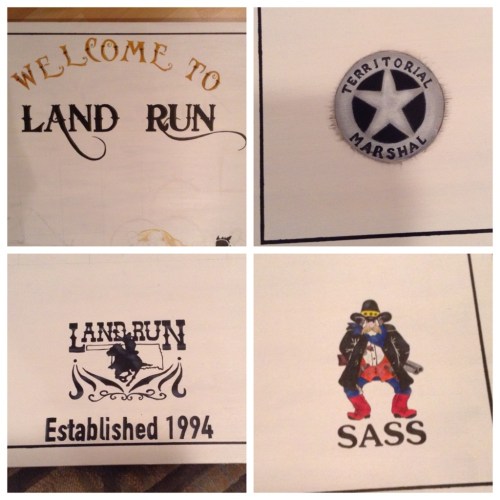 WELCOME TO
LAND RUN
TERRITORIAL
MARSHAL
LAND RUN
Established 1994
SASS